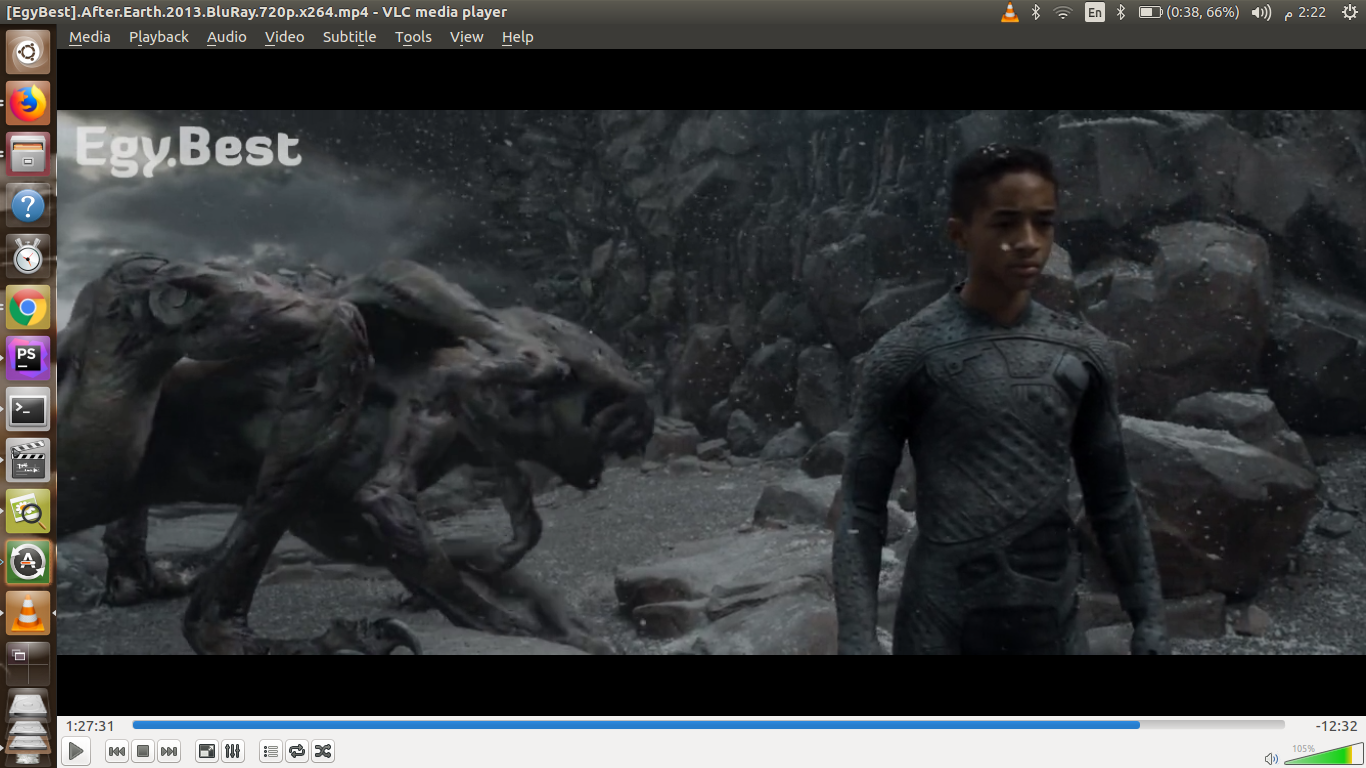 [EgyBest].After.Earth.2013.BluRay.720p.x264.mp4 - VLC media player
En (0:38, 66%) 2:22 م
Media Playback Audio Video Subtitle Tools View Help
Egy.Best
PS
1:27:31 -12:32
105%